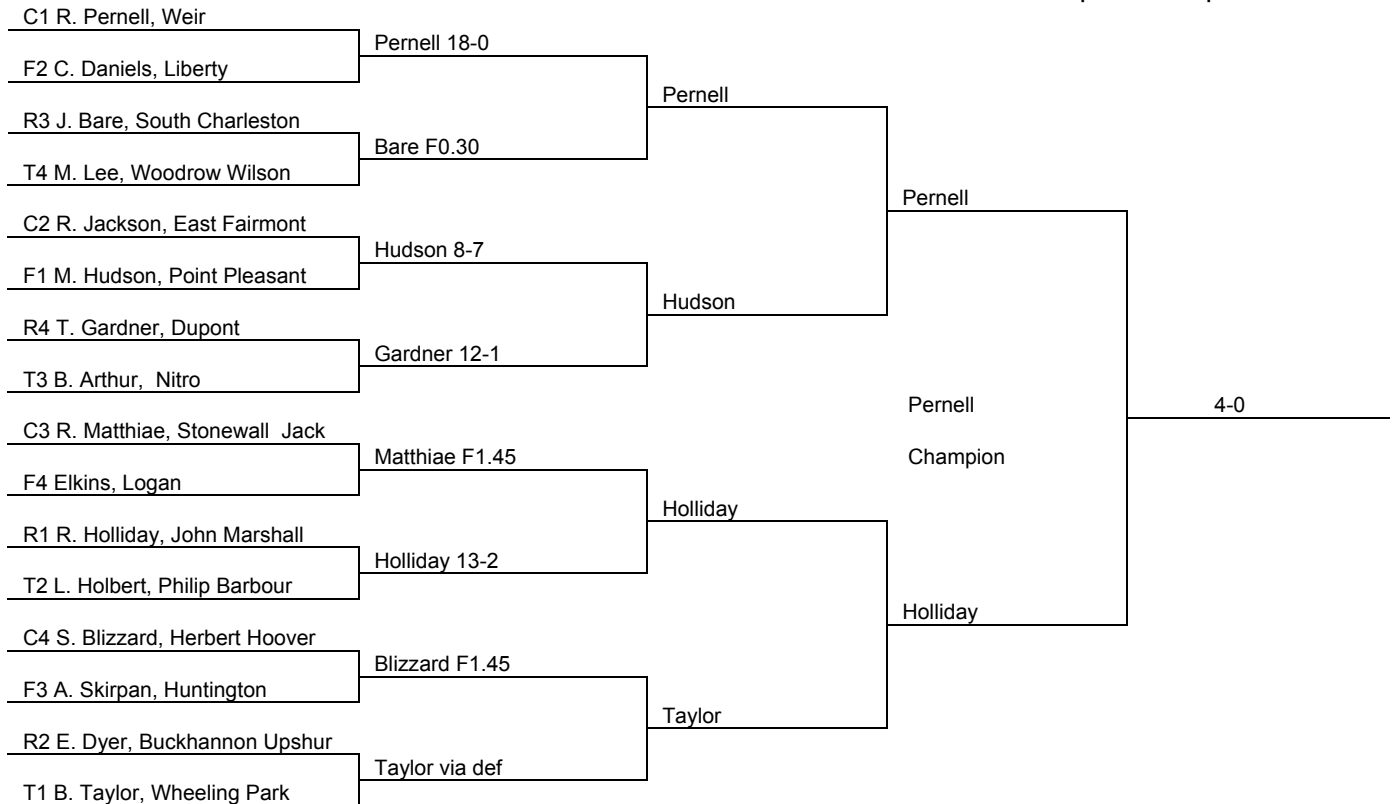 C1 R. Pernell, Weir
Pernell 18-0
F2 C. Daniels, Liberty
Pernell
R3 J. Bare, South Charleston
Bare F0.30
T4 M. Lee, Woodrow Wilson
Pernell
C2 R. Jackson, East Fairmont
Hudson 8-7
F1 M. Hudson, Point Pleasant
Hudson
R4 T. Gardner, Dupont
Gardner 12-1
T3 B. Arthur, Nitro
Pernell 4-0
C3 R. Matthiae, Stonewall Jack
Matthiae F1.45
Champion
F4 Elkins, Logan
Holliday
R1 R. Holliday, John Marshall
Holliday 13-2
T2 L. Holbert, Philip Barbour
Holliday
C4 S. Blizzard, Herbert Hoover
Blizzard F1.45
F3 A. Skirpan, Huntington
Taylor
R2 E. Dyer, Buckhannon Upshur
Taylor via def
T1 B. Taylor, Wheeling Park